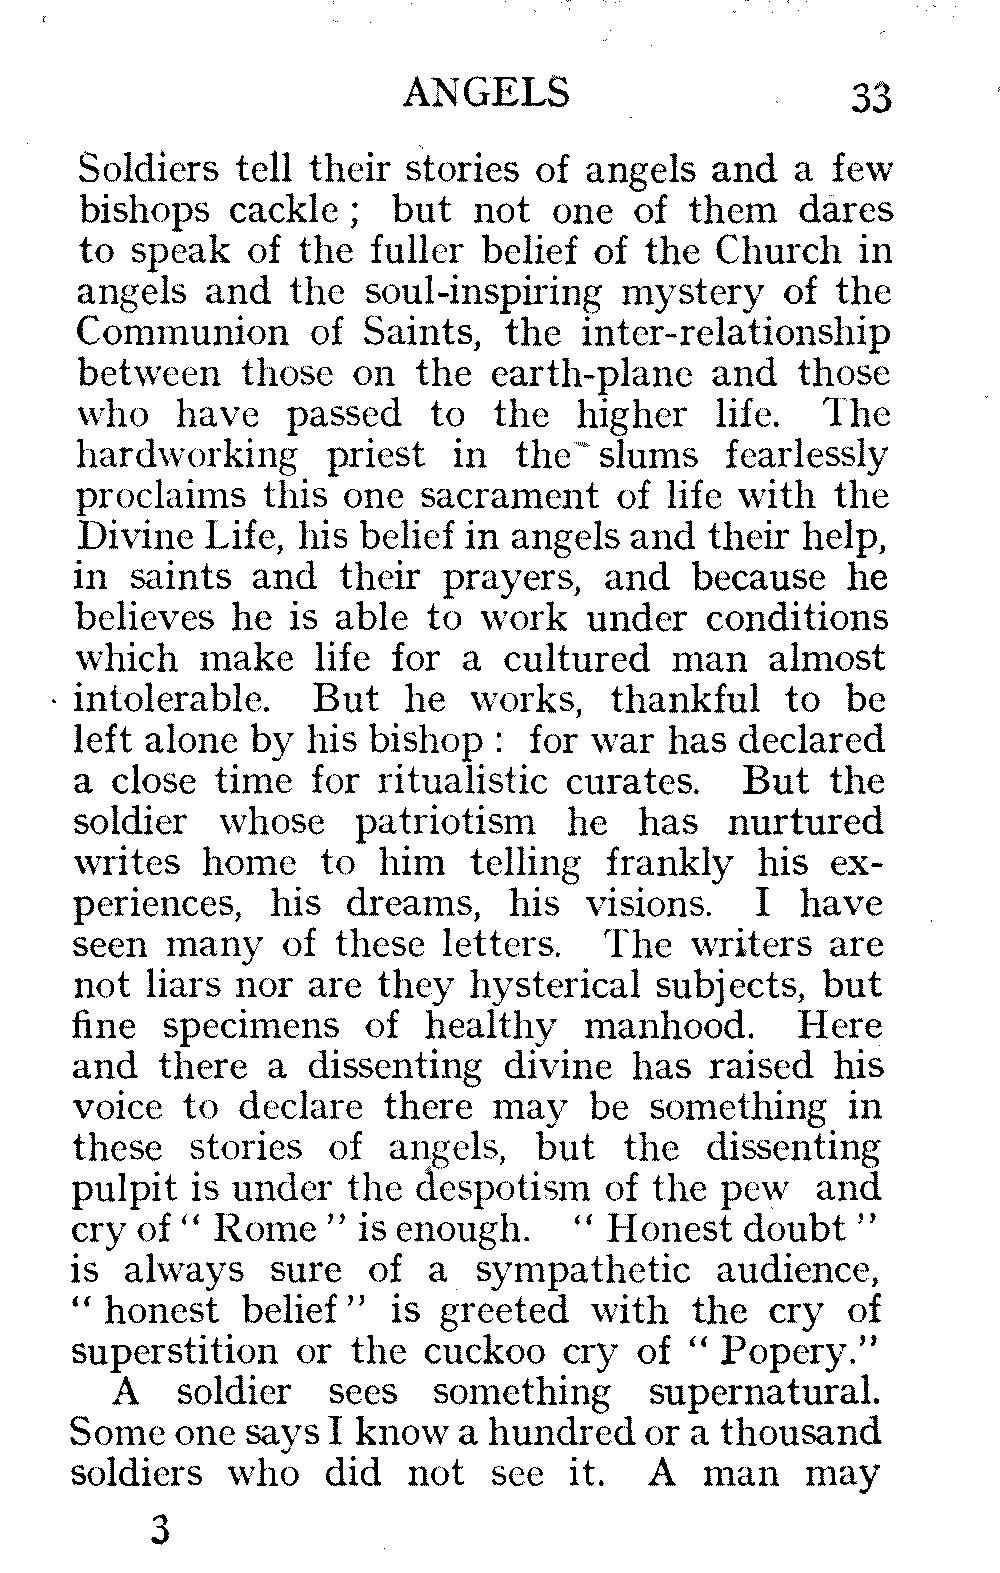 ANGELS 33
Soldiers tell their stories of angels and a few
bishops cackle ; but not one of them dares
to speak of the fuller belief of the Church in
angels and the soul-inspiring mystery of the
Communion of Saints, the inter-relationship
between those on the earth-plane and those
who have passed to the higher life. The
hardworking priest in the slums fearlessly
proclaims this one sacrament of life with the
Divine Life, his belief in angels and their help,
in saints and their prayers, and because he
believes he is able to work under conditions
which make life for a cultured man almost
intolerable. But he works, thankful to be
left alone by his bishop : for war has declared
a close time for ritualistic curates. But the
soldier whose patriotism he has nurtured
writes home to him telling frankly his ex-
periences, his dreams, his visions. I have
seen many of these letters. The writers are
not liars nor are they hysterical subjects, but
fine specimens of healthy manhood. Here
and there a dissenting divine has raised his
voice to declare there may be something in
these stories of angels, but the dissenting
pulpit is under the despotism of the pew and
cry of “ Rome ” is enough. “ Honest doubt ”
is always sure of a sympathetic audience,
“ honest belief ” is greeted with the cry of
superstition or the cuckoo cry of “ Popery.”
A soldier sees something supernatural.
Some one says I know a hundred or a thousand
soldiers who did not see it. A man may
3